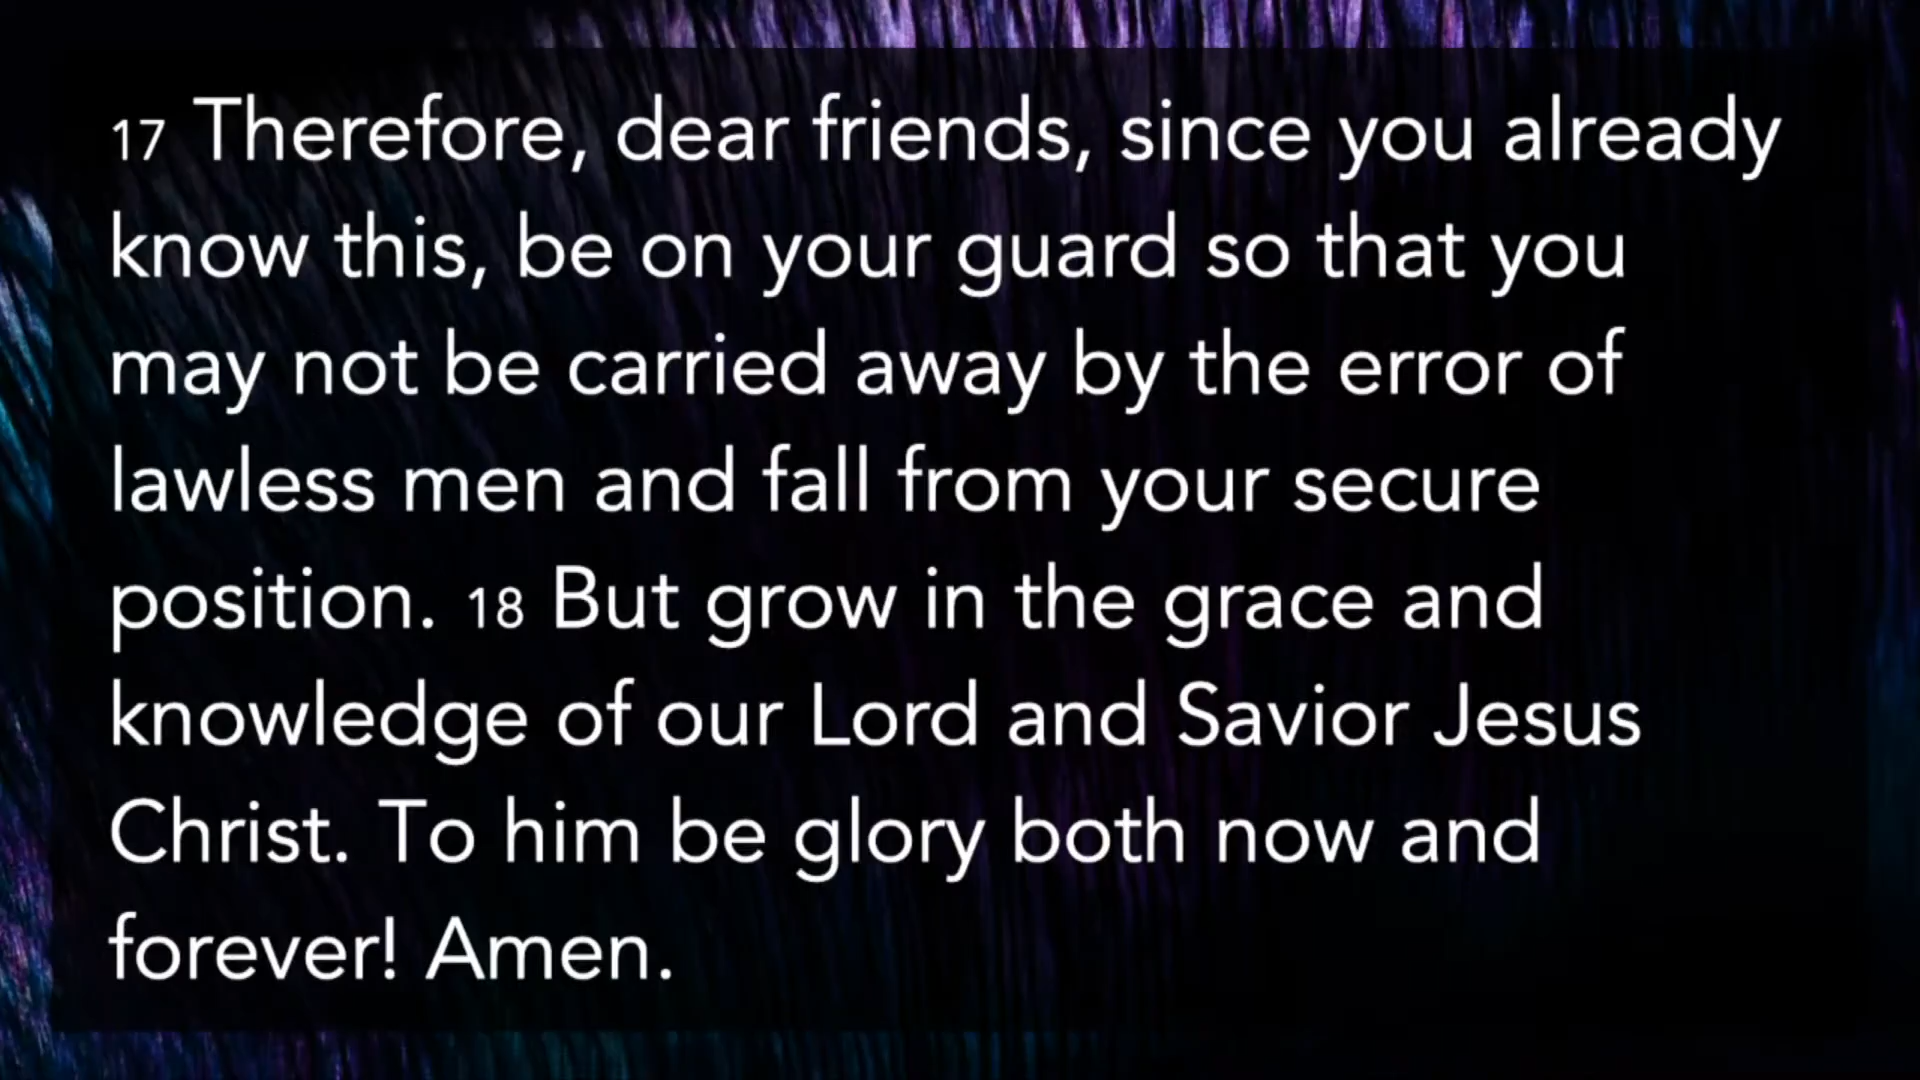 17 Therefore, dear friends, since you already
know this, be on your guard so that you
may not be carried away by the error of
lawless men and fall from your secure
position. 18 But grow in the grace and
knowledge of our Lord and Savior Jesus
Christ. To him be glory both now and
forever! Amen.